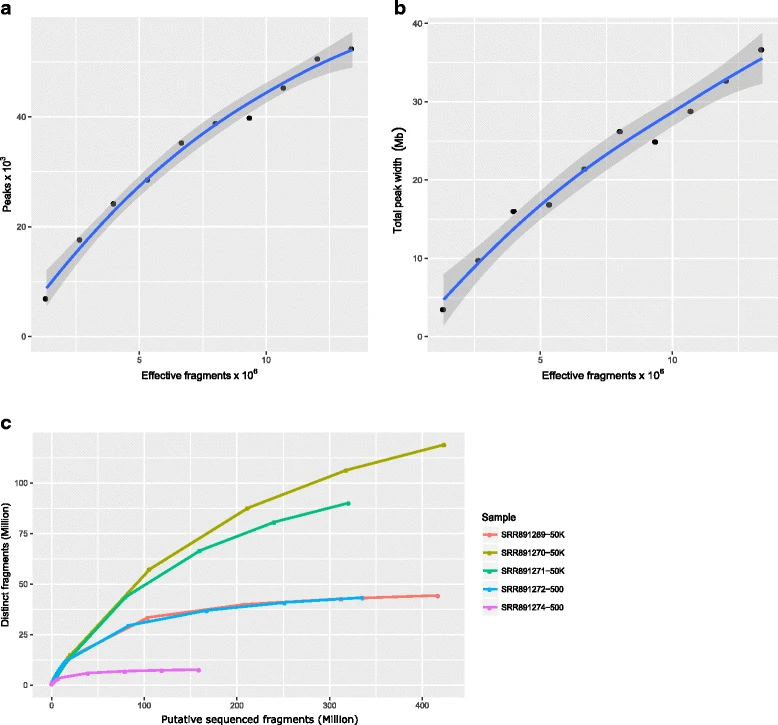 a
Peaks x 10³
40
20
0
5
10
Effective fragments x 10⁶
b
Total peak width (Mb)
40
30
20
10
0
5
10
Effective fragments x 10⁶
c
Distinct fragments (Million)
100
75
50
25
0
0
100
200
300
400
Putative sequenced fragments (Million)
Sample
SRR891269-50K
SRR891270-50K
SRR891271-50K
SRR891272-500
SRR891274-500